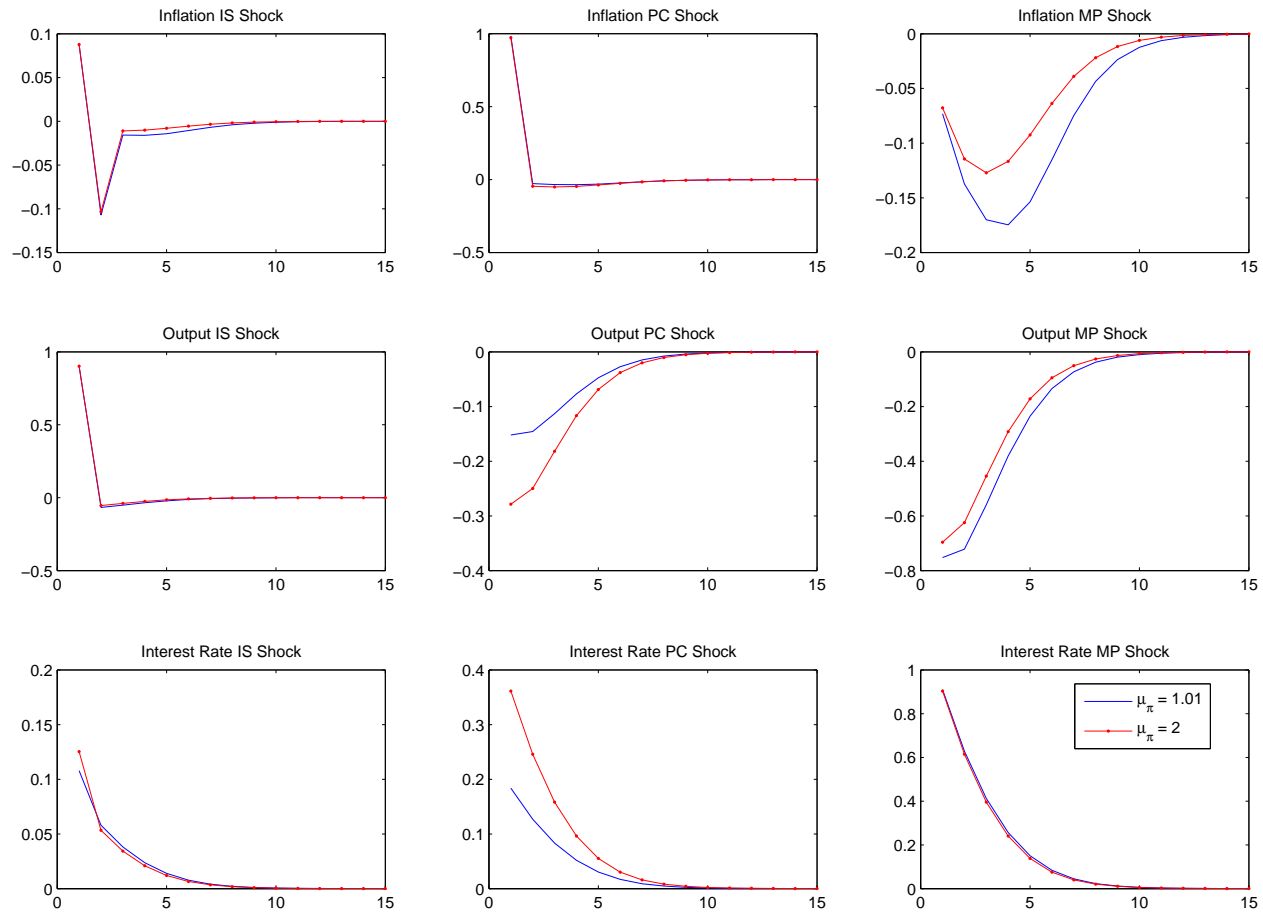 Inflation IS Shock
0.1
0.05
0
−0.05
−0.1
−0.15
0 5 10 15
Inflation PC Shock
1
0.5
0
−0.5
0 5 10 15
Inflation MP Shock
0
−0.05
−0.1
−0.15
−0.2
0 5 10 15
Output IS Shock
1
0.5
0
−0.5
0 5 10 15
Output PC Shock
0
−0.1
−0.2
−0.3
−0.4
0 5 10 15
Output MP Shock
0
−0.2
−0.4
−0.6
−0.8
0 5 10 15
Interest Rate IS Shock
0.2
0.15
0.1
0.05
0
0 5 10 15
Interest Rate PC Shock
0.4
0.3
0.2
0.1
0
0 5 10 15
Interest Rate MP Shock
1
0.8
0.6
0.4
0.2
0
0 5 10 15
μπ = 1.01
μπ = 2